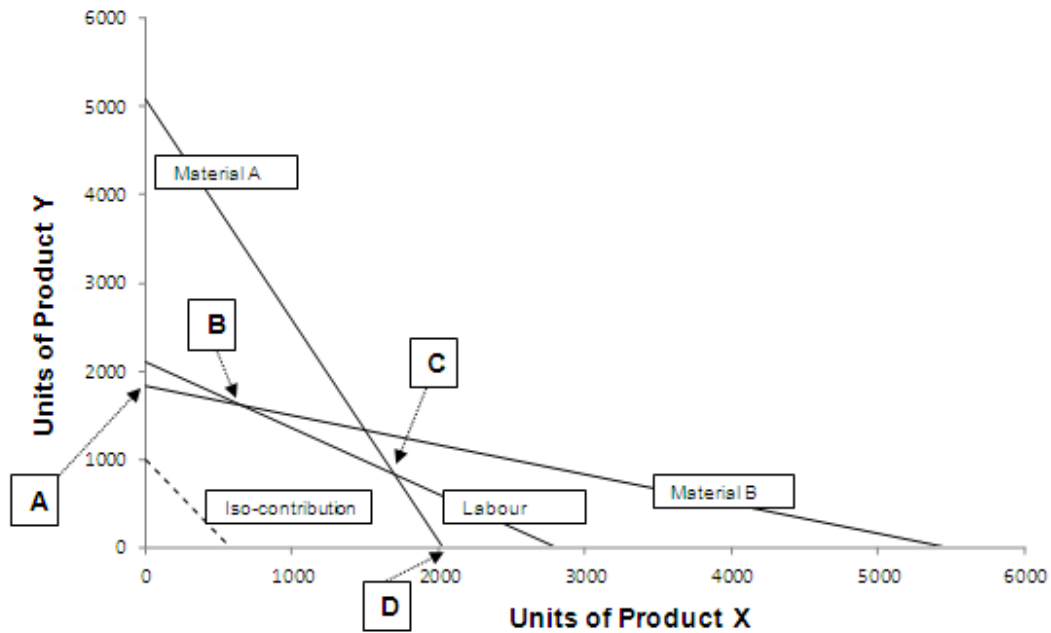 6000
5000
4000
3000
2000
1000
0
Units of Product Y
Material A
B
C
A
Iso-contribution
Labour
Material B
0
1000
2000
3000
4000
5000
6000
D
Units of Product X